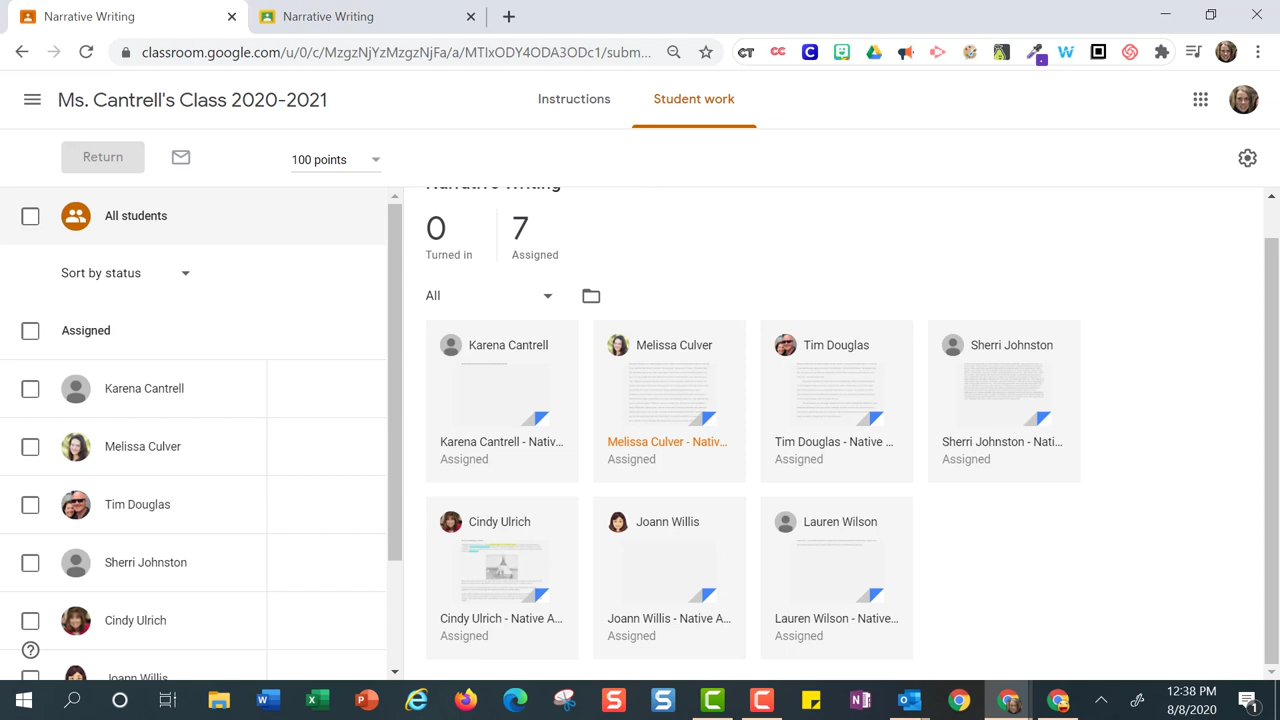 Narrative Writing
Narrative Writing
classroom.google.com/u/0/c/MzgzNjYzMzgzNjFa/a/MTIxODY4ODA3ODc1/subm...
Ms. Cantrell's Class 2020-2021
Instructions
Student work
Return
100 points
All students
Sort by status
Assigned
Karena Cantrell
Melissa Culver
Tim Douglas
Sherri Johnston
Cindy Ulrich
Joann Willis
Narrative Writing
0
Turned in
7
Assigned
All
Karena Cantrell
Karena Cantrell - Nativ...
Assigned
Melissa Culver
Melissa Culver - Nativ...
Assigned
Tim Douglas
Tim Douglas - Native ...
Assigned
Sherri Johnston
Sherri Johnston - Nati...
Assigned
Cindy Ulrich
Cindy Ulrich - Native A...
Assigned
Joann Willis
Joann Willis - Native A...
Assigned
Lauren Wilson
Lauren Wilson - Native...
Assigned
12:38 PM
8/8/2020